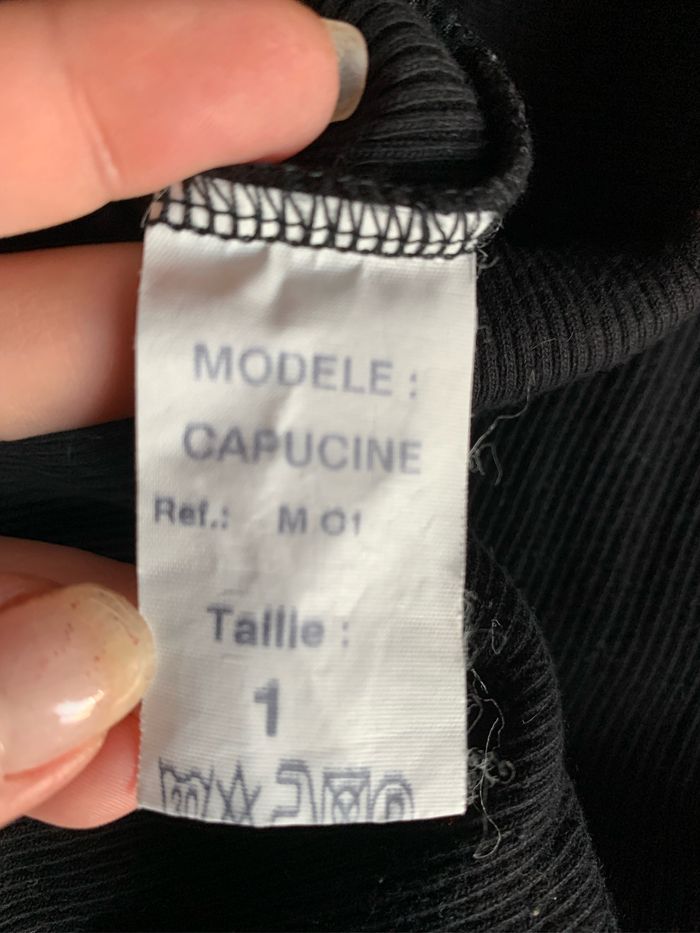 MODELE :
CAPUCINE
Ref.: M 01
Taille :
1